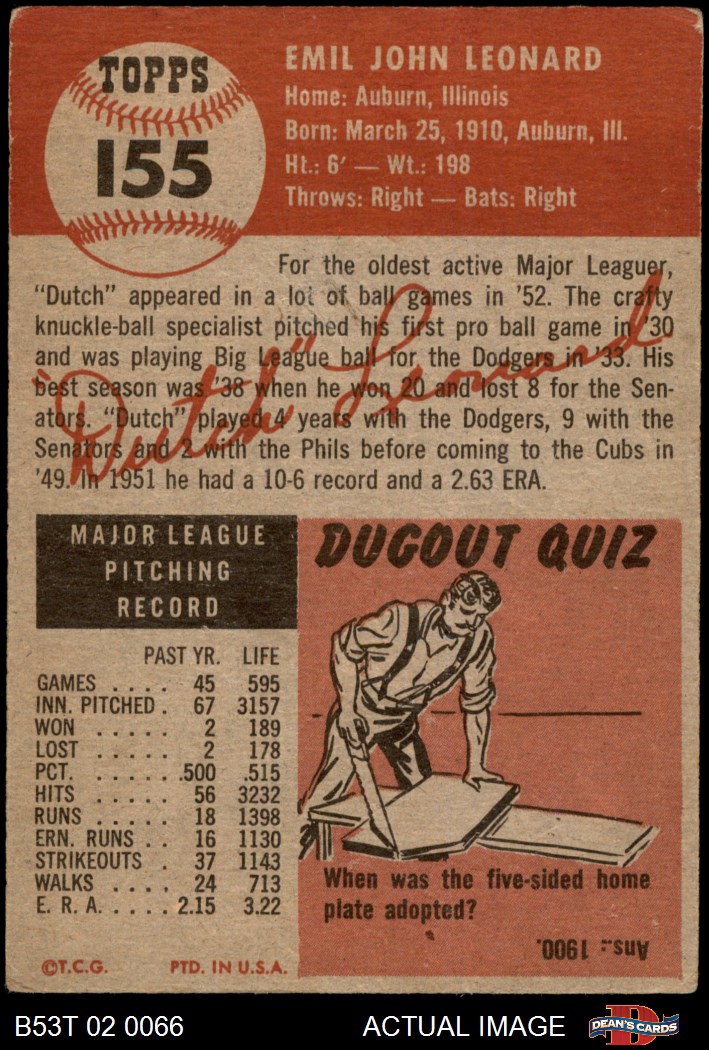 TOPPS
155
EMIL JOHN LEONARD
Home: Auburn, Illinois
Born: March 25, 1910, Auburn, Ill.
Ht.: 6′ — Wt.: 198
Throws: Right — Bats: Right
For the oldest active Major Leaguer,
"Dutch" appeared in a lot of ball games in '52. The crafty
knuckle-ball specialist pitched his first pro ball game in '30
and was playing Big League ball for the Dodgers in '33. His
best season was '38 when he won 20 and lost 8 for the Sen-
ators. "Dutch" played 4 years with the Dodgers, 9 with the
Senators and 2 with the Phils before coming to the Cubs in
'49. In 1951 he had a 10-6 record and a 2.63 ERA.
"Dutch" Leonard
MAJOR LEAGUE
PITCHING
RECORD
PAST YR. LIFE
GAMES . . . . 45 595
INN. PITCHED . 67 3157
WON . . . . . 2 189
LOST . . . . . 2 178
PCT. . . . . . .500 .515
HITS . . . . . 56 3232
RUNS . . . . . 18 1398
ERN. RUNS . . 16 1130
STRIKEOUTS . 37 1143
WALKS . . . . 24 713
E. R. A. . . . . 2.15 3.22
©T.C.G. PTD. IN U.S.A.
DUGOUT QUIZ
When was the five-sided home
plate adopted?
Ans.: 1900.
B53T 02 0066 ACTUAL IMAGE
D
DEAN'S CARDS